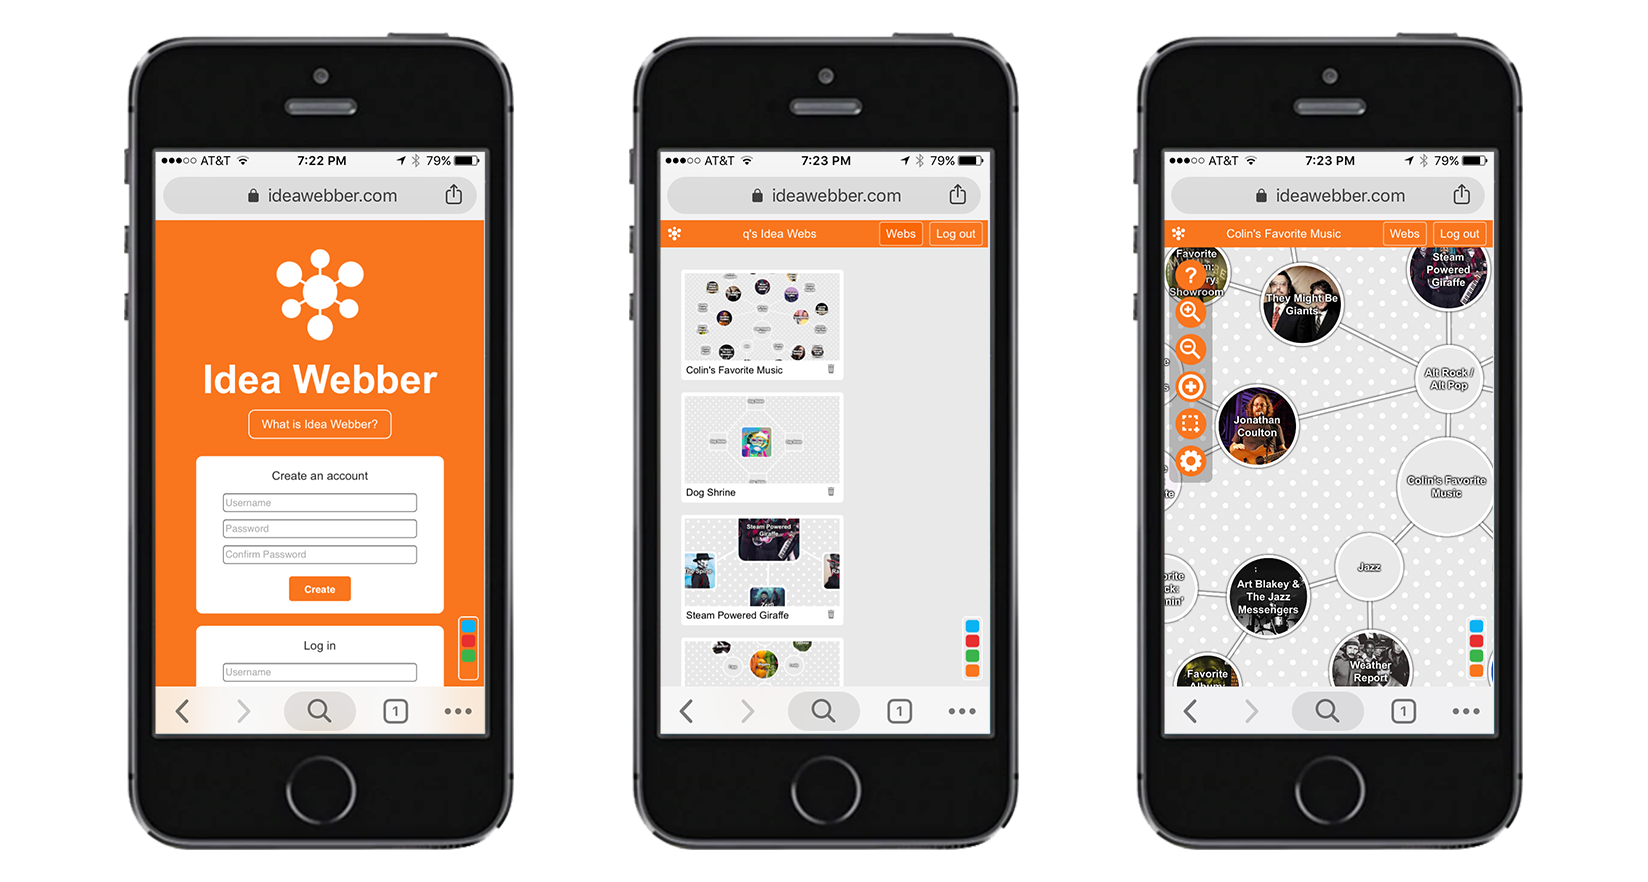 AT&T 7:22 PM 79%
ideawebber.com
Idea Webber
What is Idea Webber?
Create an account
Username
Password
Confirm Password
Create
Log in
Username
1
AT&T 7:23 PM 79%
ideawebber.com
q's Idea Webs Webs Log out
Colin's Favorite Music
Dog Shrine
Steam Powered
Giraffe
Steam Powered Giraffe
1
AT&T 7:23 PM 79%
ideawebber.com
Colin's Favorite Music Webs Log out
Favorite
?
Showroom
They Might Be
Giants
Steam
Powered
Giraffe
Alt Rock /
Alt Pop
Jonathan
Coulton
Colin's Favorite
Music
Jazz
Art Blakey &
The Jazz
Messengers
Weather
Report
Favorite
Album:
1